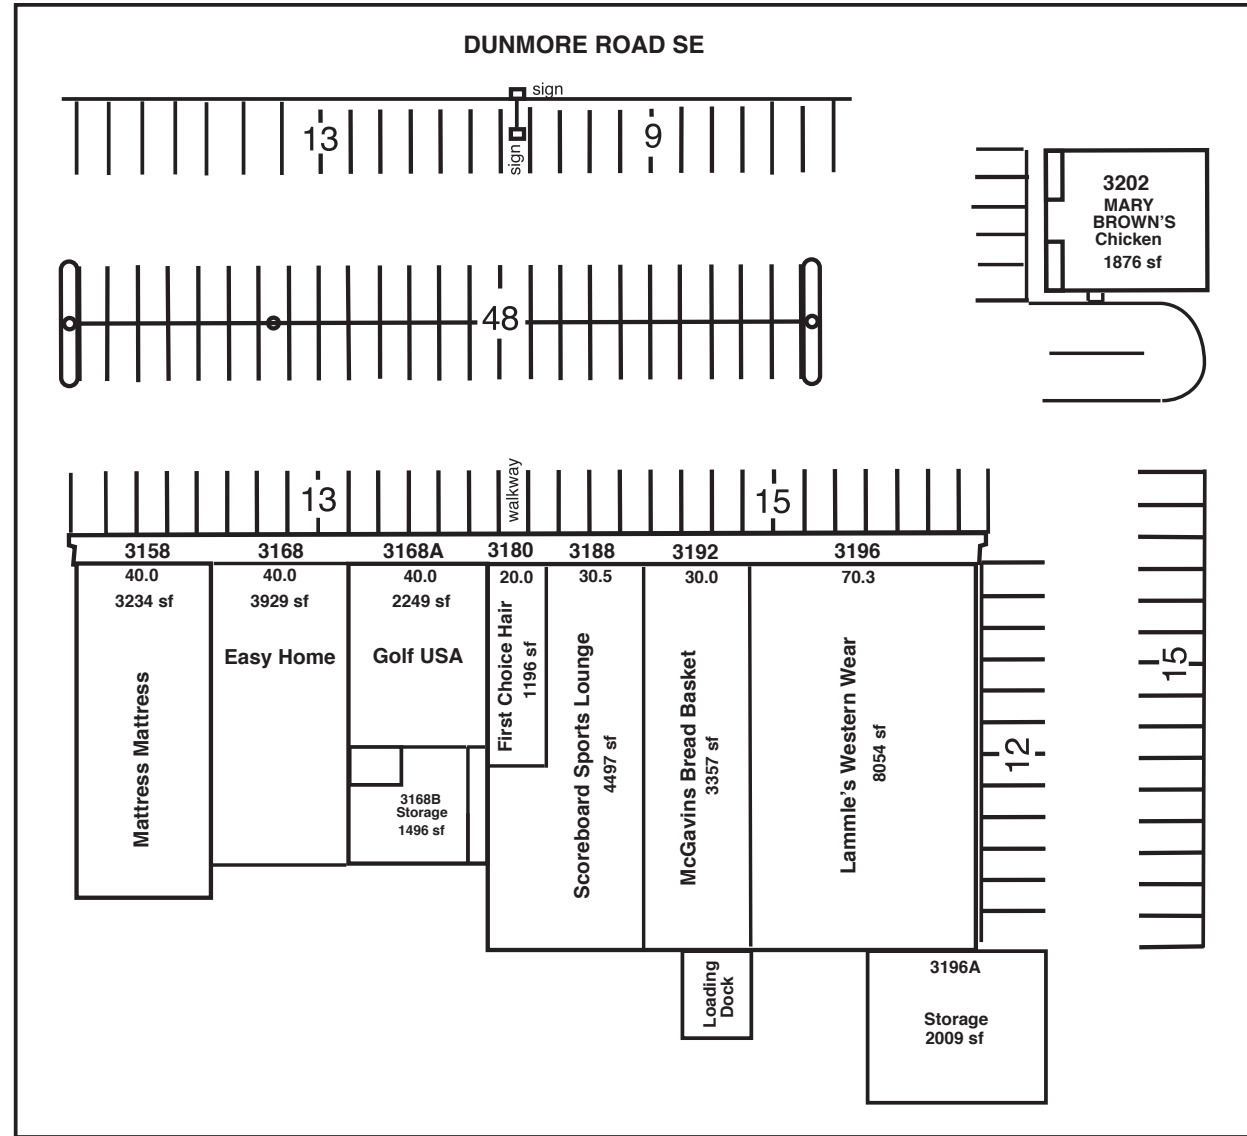 DUNMORE ROAD SE
sign
13
sign
9
3202
MARY
BROWN'S
Chicken
1876 sf
48
13
walkway
15
3158
3168
3168A
3180
3188
3192
3196
40.0
40.0
40.0
20.0
30.5
30.0
70.3
3234 sf
3929 sf
2249 sf
Mattress Mattress
Easy Home
Golf USA
First Choice Hair
1196 sf
Scoreboard Sports Lounge
4497 sf
McGavins Bread Basket
3357 sf
Lammle's Western Wear
8054 sf
12
15
3168B
Storage
1496 sf
Loading
Dock
3196A
Storage
2009 sf